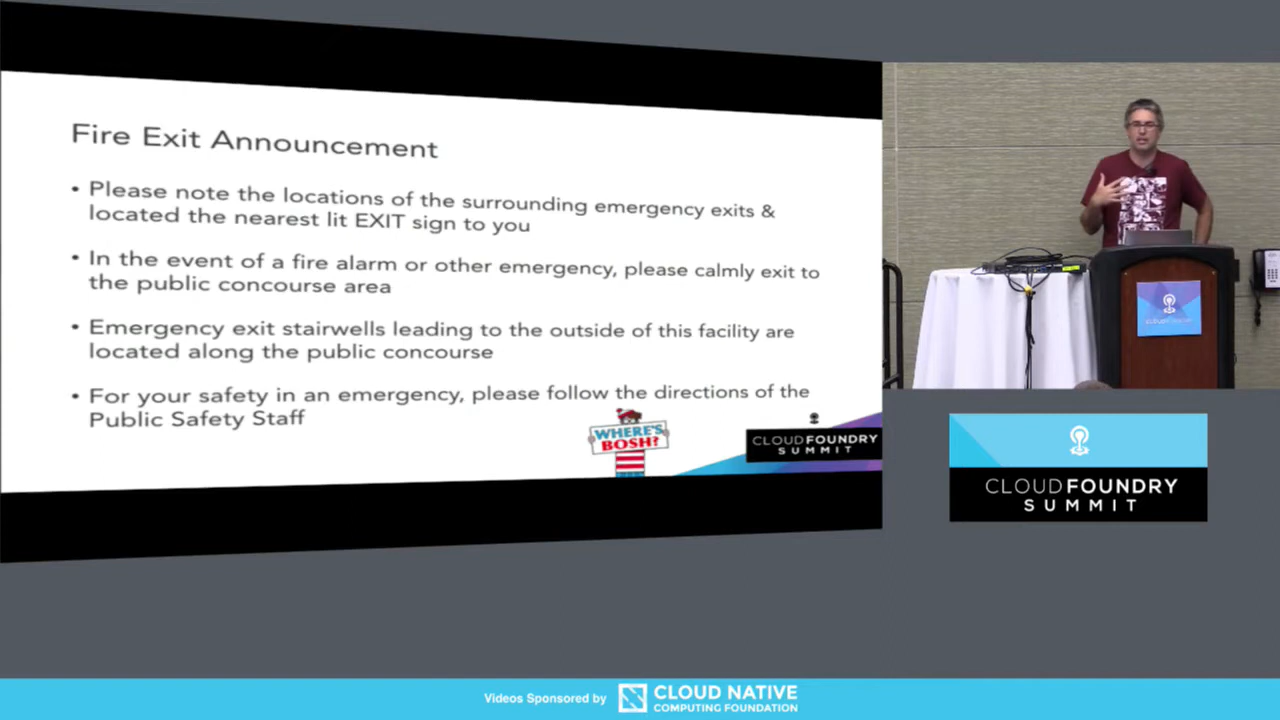 Fire Exit Announcement
• Please note the locations of the surrounding emergency exits &
located the nearest lit EXIT sign to you
• In the event of a fire alarm or other emergency, please calmly exit to
the public concourse area
• Emergency exit stairwells leading to the outside of this facility are
located along the public concourse
• For your safety in an emergency, please follow the directions of the
Public Safety Staff
WHERE'S
BOSH?
CLOUDFOUNDRY
SUMMIT
CLOUDFOUNDRY
SUMMIT
Videos Sponsored by
CLOUD NATIVE
COMPUTING FOUNDATION